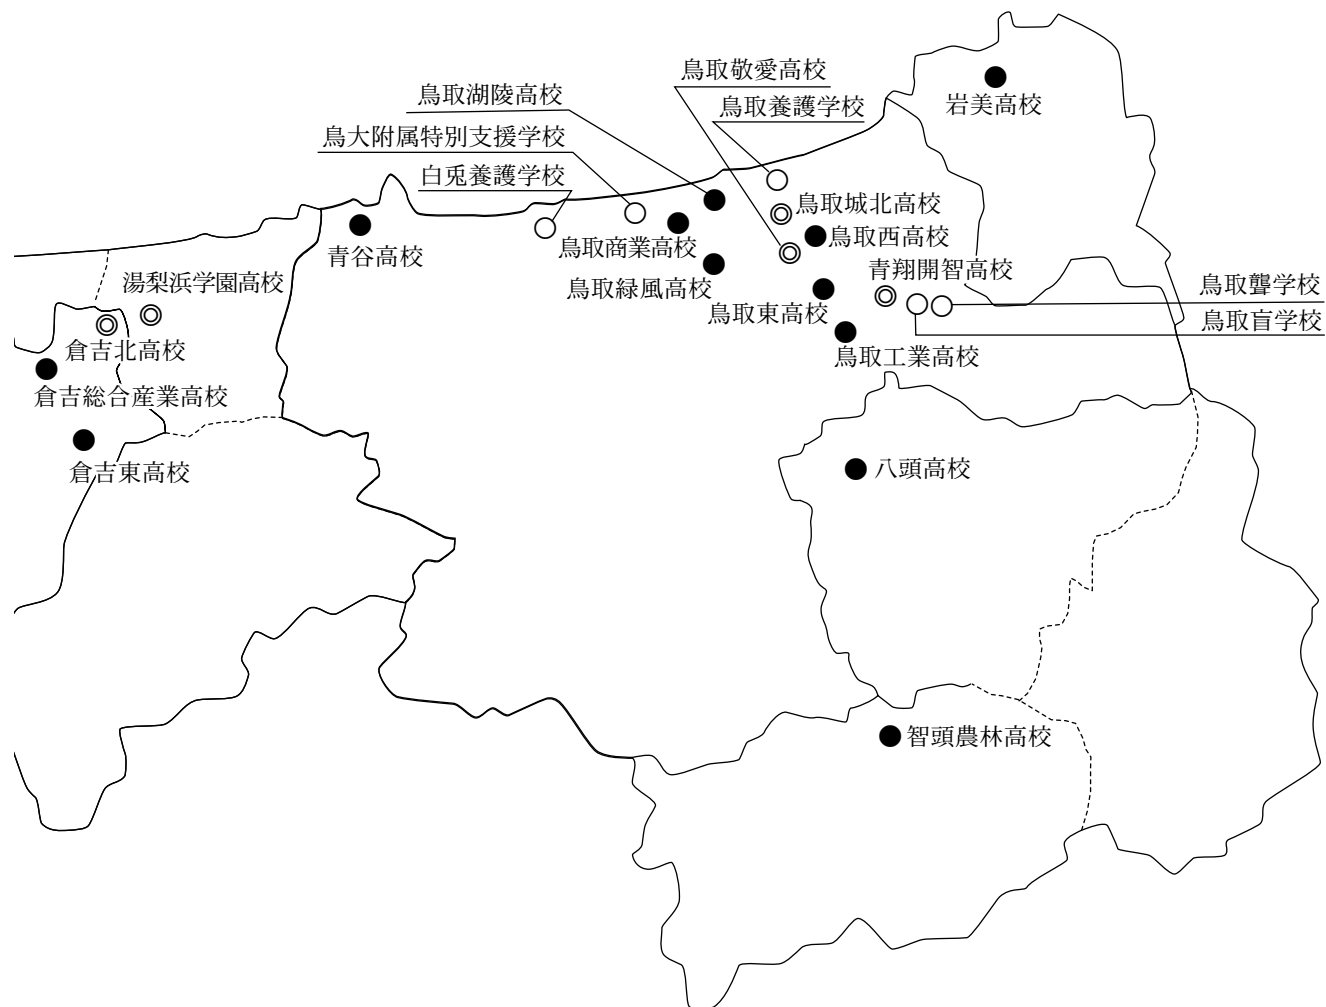 鳥取敬愛高校
鳥取湖陵高校
鳥取養護学校
岩美高校
鳥大附属特別支援学校
白兎養護学校
鳥取城北高校
鳥取西高校
鳥取商業高校
青谷高校
青翔開智高校
湯梨浜学園高校
鳥取緑風高校
鳥取聾学校
鳥取東高校
鳥取盲学校
倉吉北高校
鳥取工業高校
倉吉総合産業高校
倉吉東高校
八頭高校
智頭農林高校